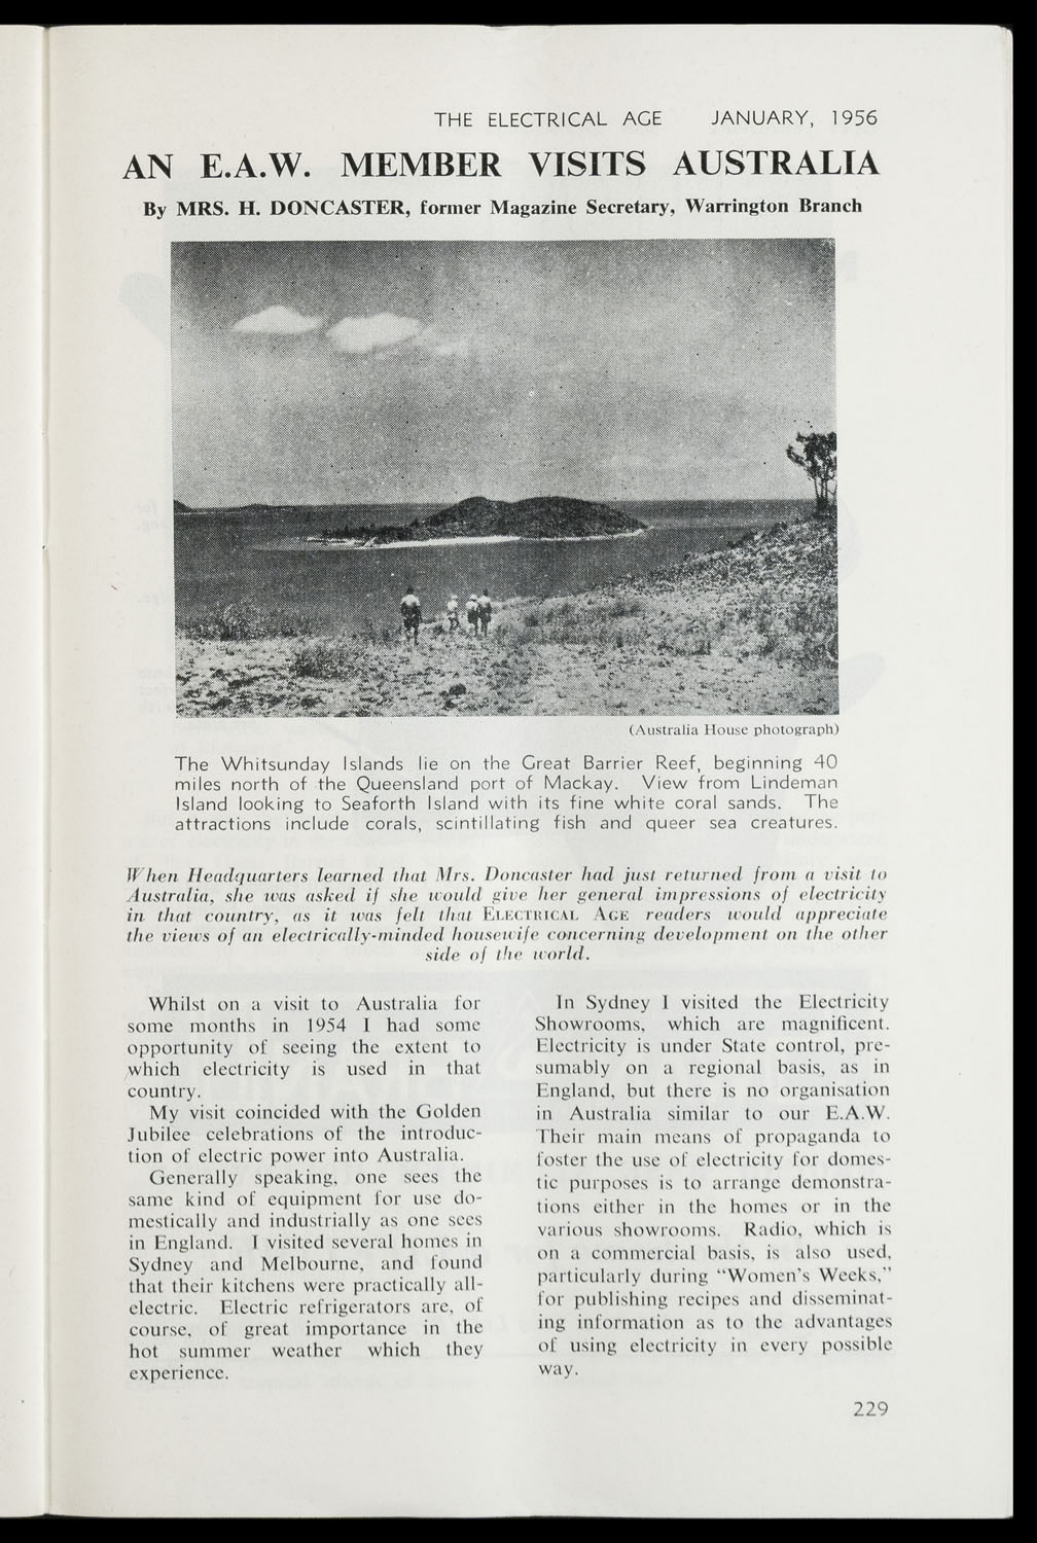 THE ELECTRICAL AGE JANUARY, 1956
AN E.A.W. MEMBER VISITS AUSTRALIA
By MRS. H. DONCASTER, former Magazine Secretary, Warrington Branch
(Australia House photograph)
The Whitsunday Islands lie on the Great Barrier Reef, beginning 40
miles north of the Queensland port of Mackay. View from Lindeman
Island looking to Seaforth Island with its fine white coral sands. The
attractions include corals, scintillating fish and queer sea creatures.
When Headquarters learned that Mrs. Doncaster had just returned from a visit to
Australia, she was asked if she would give her general impressions of electricity
in that country, as it was felt that ELECTRICAL AGE readers would appreciate
the views of an electrically-minded housewife concerning development on the other
side of the world.
Whilst on a visit to Australia for
some months in 1954 I had some
opportunity of seeing the extent to
which electricity is used in that
country.
My visit coincided with the Golden
Jubilee celebrations of the introduc-
tion of electric power into Australia.
Generally speaking, one sees the
same kind of equipment for use do-
mestically and industrially as one sees
in England. I visited several homes in
Sydney and Melbourne, and found
that their kitchens were practically all-
electric. Electric refrigerators are, of
course, of great importance in the
hot summer weather which they
experience.
In Sydney I visited the Electricity
Showrooms, which are magnificent.
Electricity is under State control, pre-
sumably on a regional basis, as in
England, but there is no organisation
in Australia similar to our E.A.W.
Their main means of propaganda to
foster the use of electricity for domes-
tic purposes is to arrange demonstra-
tions either in the homes or in the
various showrooms. Radio, which is
on a commercial basis, is also used,
particularly during "Women's Weeks,"
for publishing recipes and disseminat-
ing information as to the advantages
of using electricity in every possible
way.
229